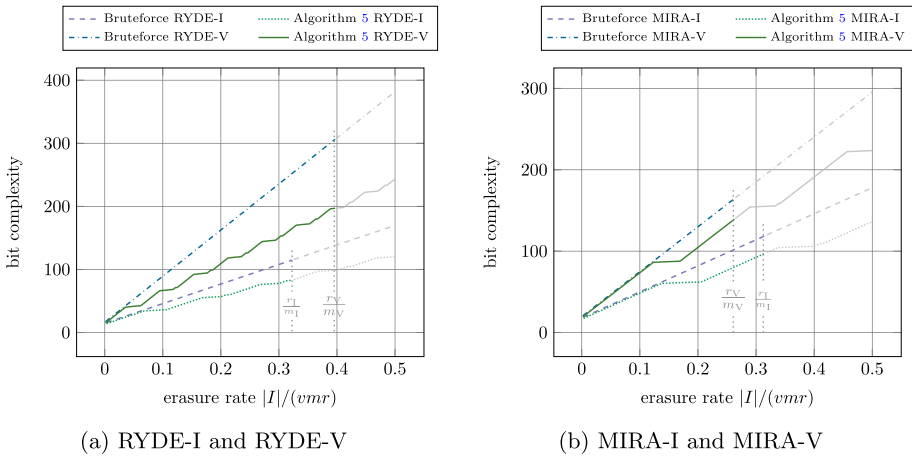 Bruteforce RYDE-I Algorithm 5 RYDE-I
Bruteforce RYDE-V Algorithm 5 RYDE-V
400
300
200
100
0
bit complexity
r_I/m_I
r_V/m_V
0 0.1 0.2 0.3 0.4 0.5
erasure rate |I|/(vmr)
(a) RYDE-I and RYDE-V
Bruteforce MIRA-I Algorithm 5 MIRA-I
Bruteforce MIRA-V Algorithm 5 MIRA-V
300
200
100
0
bit complexity
r_V/m_V
r_I/m_I
0 0.1 0.2 0.3 0.4 0.5
erasure rate |I|/(vmr)
(b) MIRA-I and MIRA-V